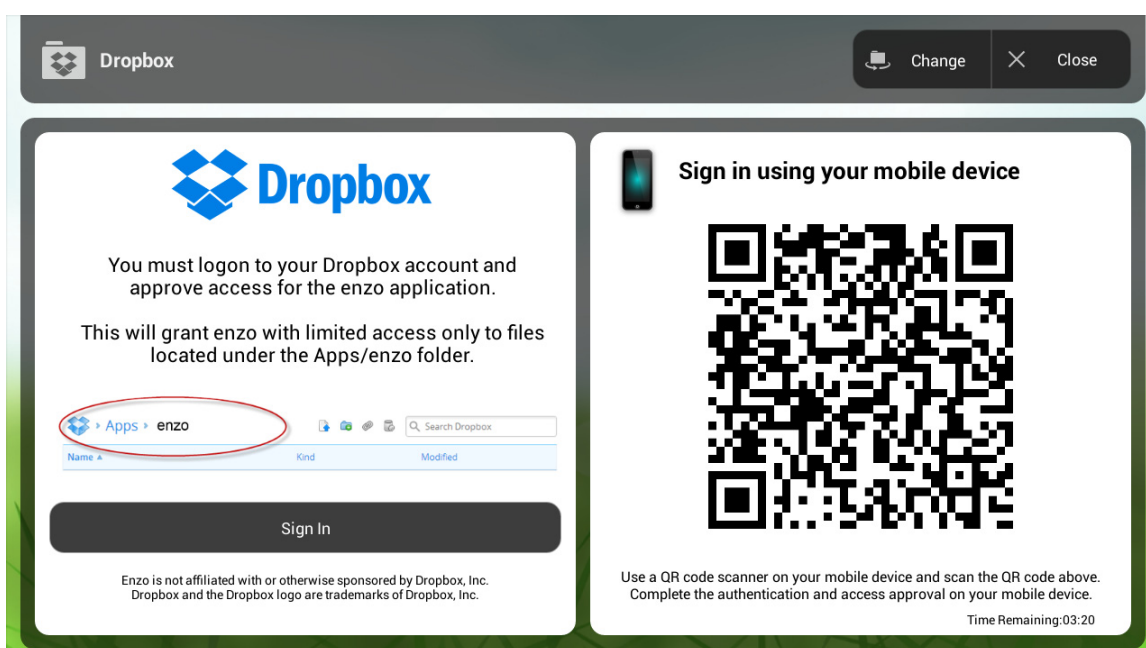 Dropbox
Change
Close
Dropbox
You must logon to your Dropbox account and
approve access for the enzo application.
This will grant enzo with limited access only to files
located under the Apps/enzo folder.
Apps
enzo
Search Dropbox
Name
Kind
Modified
Sign In
Enzo is not affiliated with or otherwise sponsored by Dropbox, Inc.
Dropbox and the Dropbox logo are trademarks of Dropbox, Inc.
Sign in using your mobile device
Use a QR code scanner on your mobile device and scan the QR code above.
Complete the authentication and access approval on your mobile device.
Time Remaining:03:20